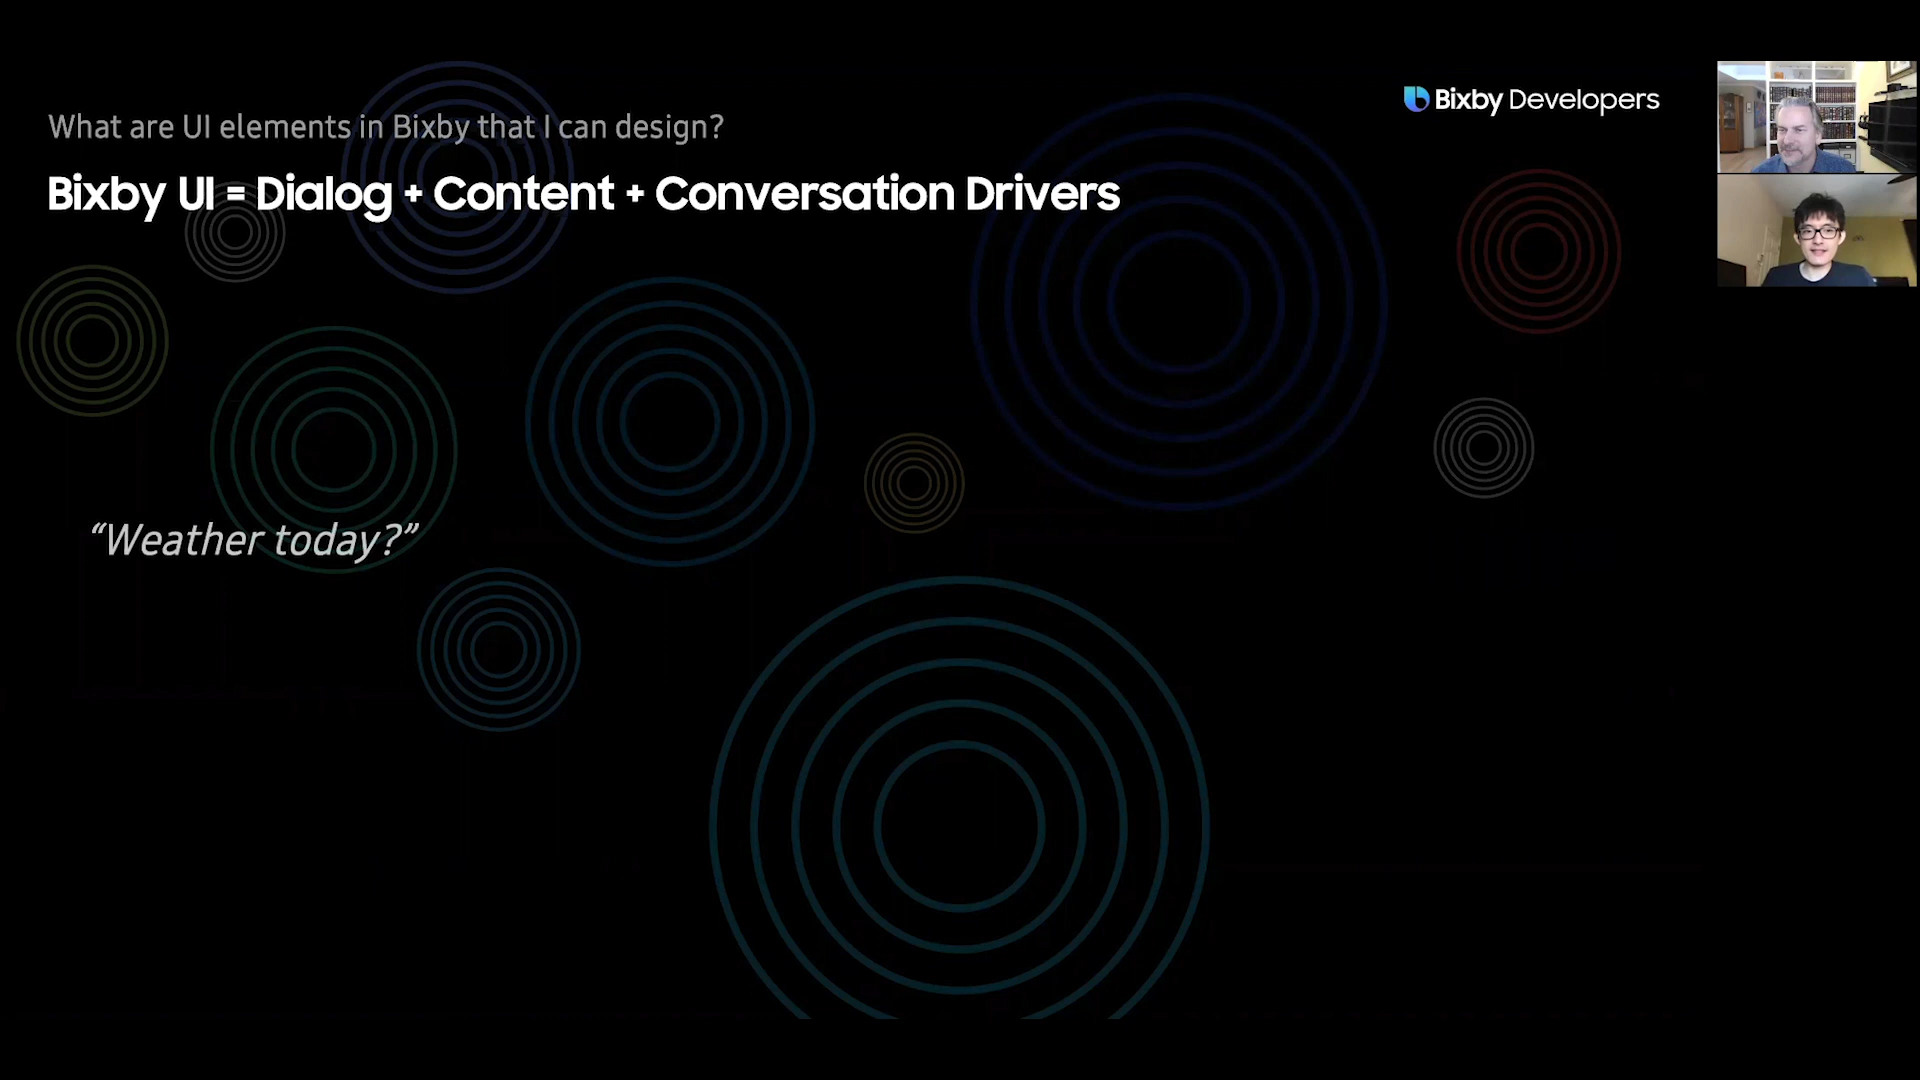 What are UI elements in Bixby that I can design?
Bixby Developers
Bixby UI = Dialog + Content + Conversation Drivers
“Weather today?”